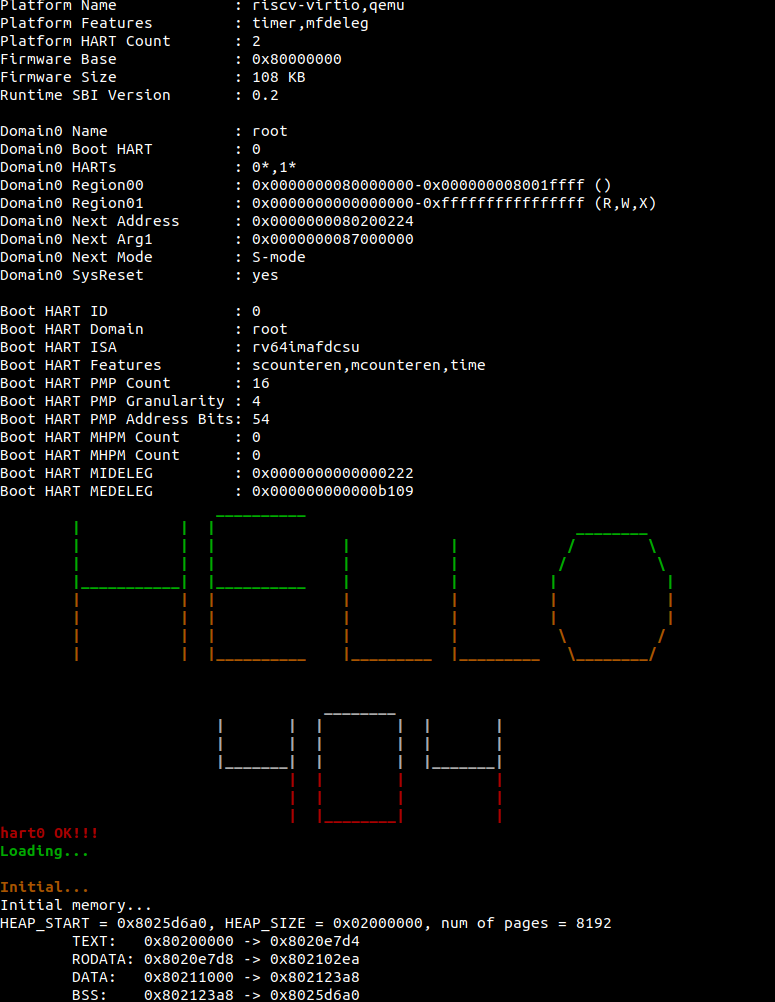 Platform Name             : riscv-virtio,qemu
Platform Features         : timer,mfdeleg
Platform HART Count       : 2
Firmware Base             : 0x80000000
Firmware Size             : 108 KB
Runtime SBI Version       : 0.2

Domain0 Name              : root
Domain0 Boot HART         : 0
Domain0 HARTs             : 0*,1*
Domain0 Region00          : 0x0000000080000000-0x000000008001ffff ()
Domain0 Region01          : 0x0000000000000000-0xffffffffffffffff (R,W,X)
Domain0 Next Address      : 0x0000000080200224
Domain0 Next Arg1         : 0x0000000087000000
Domain0 Next Mode         : S-mode
Domain0 SysReset          : yes

Boot HART ID              : 0
Boot HART Domain          : root
Boot HART ISA             : rv64imafdcsu
Boot HART Features        : scounteren,mcounteren,time
Boot HART PMP Count       : 16
Boot HART PMP Granularity : 4
Boot HART PMP Address Bits: 54
Boot HART MHPM Count      : 0
Boot HART MHPM Count      : 0
Boot HART MIDELEG         : 0x0000000000000222
Boot HART MEDELEG         : 0x000000000000b109
HELLO
404
hart0 OK!!!
Loading...

Initial...
Initial memory...
HEAP_START = 0x8025d6a0, HEAP_SIZE = 0x02000000, num of pages = 8192
        TEXT:   0x80200000 -> 0x8020e7d4
        RODATA: 0x8020e7d8 -> 0x802102ea
        DATA:   0x80211000 -> 0x802123a8
        BSS:    0x802123a8 -> 0x8025d6a0